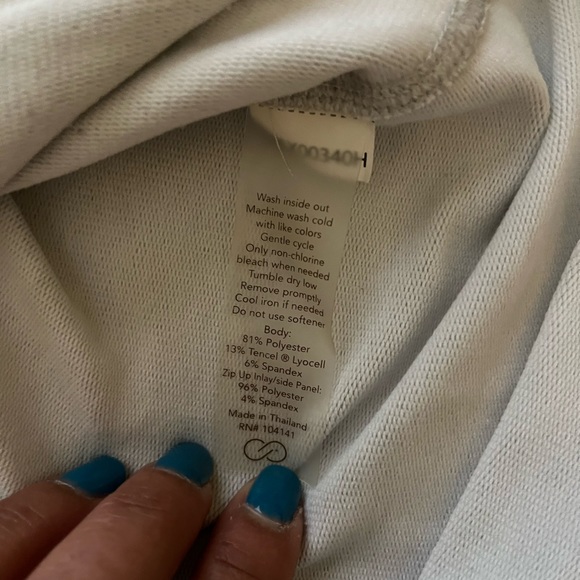 00340H
Wash inside out
Machine wash cold
with like colors
Gentle cycle
Only non-chlorine
bleach when needed
Tumble dry low
Remove promptly
Cool iron if needed
Do not use softener
Body:
81% Polyester
13% Tencel ® Lyocell
6% Spandex
Zip Up Inlay/side Panel:
96% Polyester
4% Spandex
Made in Thailand
RN# 104141